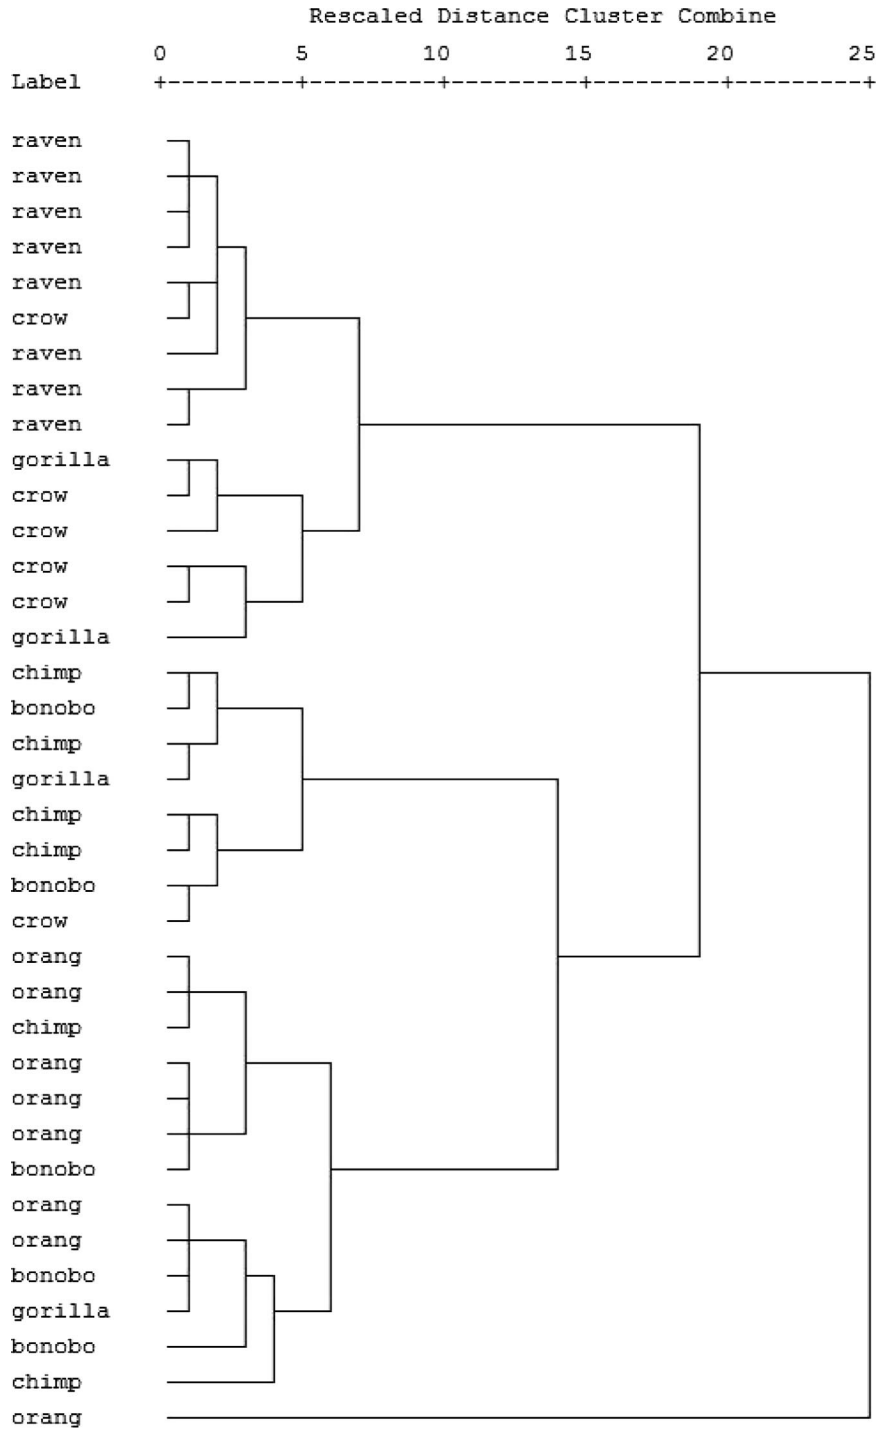 Rescaled Distance Cluster Combine
0 5 10 15 20 25
Label +---------+---------+---------+---------+---------+
raven
raven
raven
raven
raven
crow
raven
raven
raven
gorilla
crow
crow
crow
crow
gorilla
chimp
bonobo
chimp
gorilla
chimp
chimp
bonobo
crow
orang
orang
chimp
orang
orang
orang
bonobo
orang
orang
bonobo
gorilla
bonobo
chimp
orang